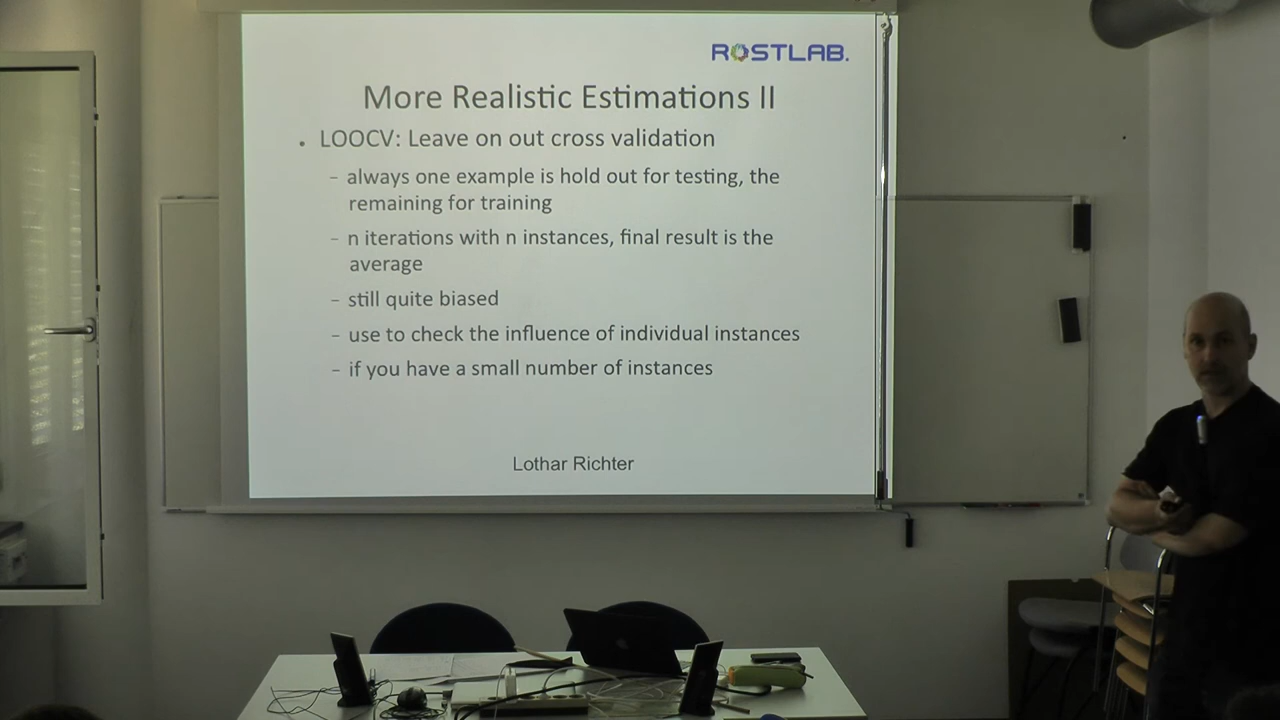 ROSTLAB.
More Realistic Estimations II
• LOOCV: Leave on out cross validation
– always one example is hold out for testing, the
remaining for training
– n iterations with n instances, final result is the
average
– still quite biased
– use to check the influence of individual instances
– if you have a small number of instances
Lothar Richter